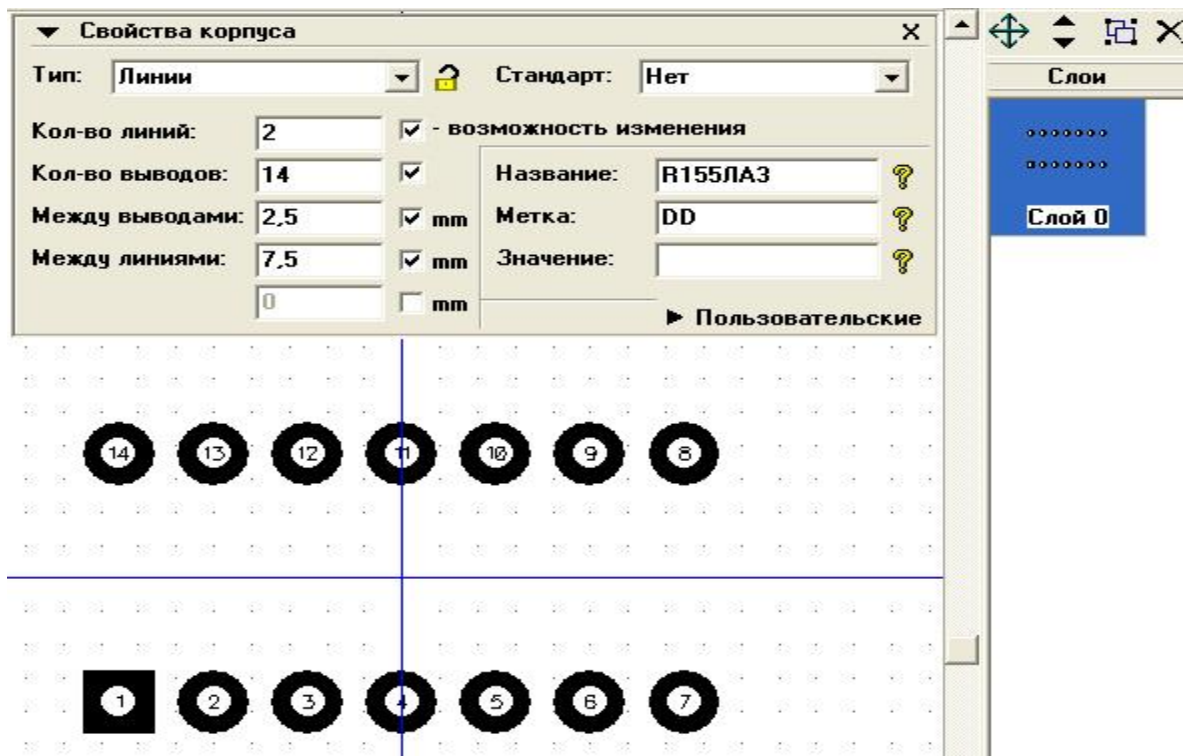 Свойства корпуса
Тип: Линии Стандарт: Нет
Слои
Кол-во линий: 2 - возможность изменения
Кол-во выводов: 14 Название: R155ЛА3
Между выводами: 2,5 mm Метка: DD
Слой 0
Между линиями: 7,5 mm Значение:
0 mm
Пользовательские
14 13 12 11 10 9 8
1 2 3 4 5 6 7